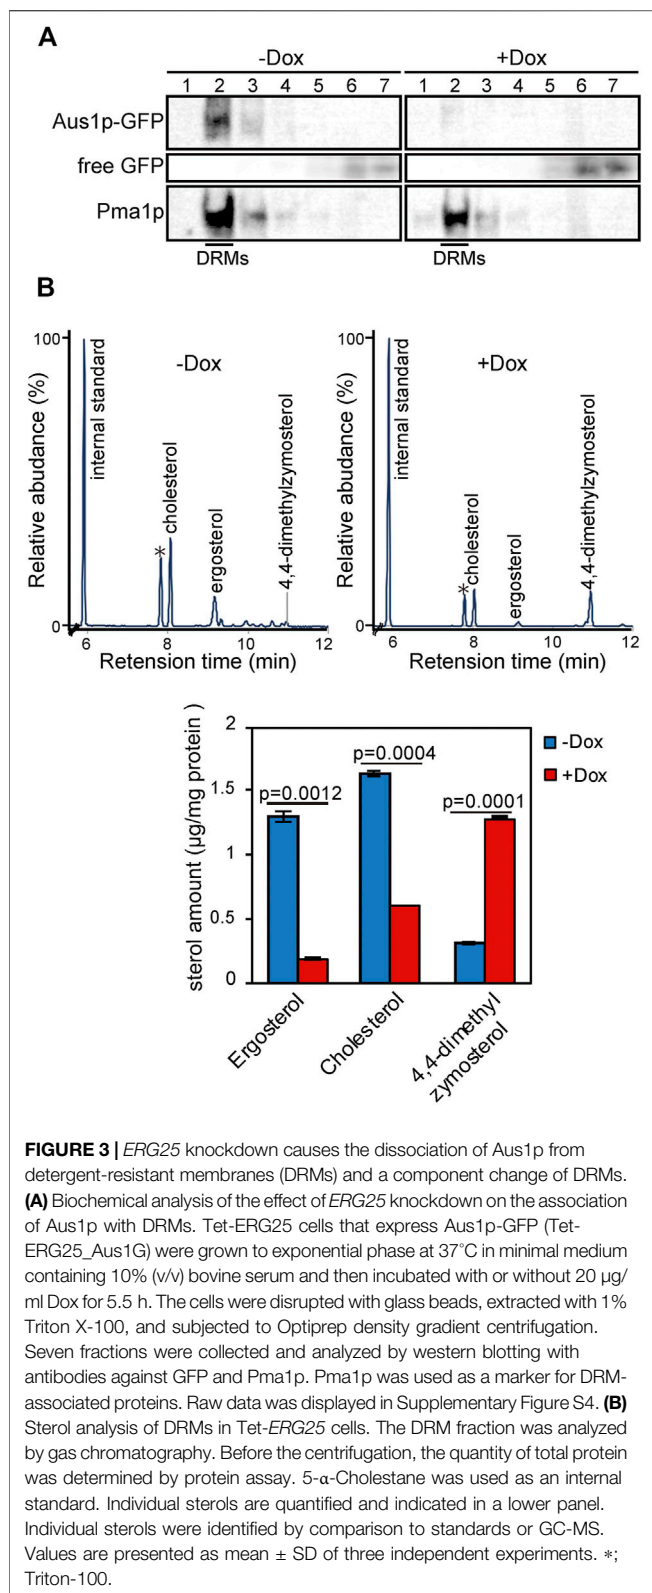 A
-Dox +Dox
1 2 3 4 5 6 7 1 2 3 4 5 6 7
Aus1p-GFP
free GFP
Pma1p
DRMs DRMs
B
Relative abudance (%)
100
0
internal standard
-Dox
*
cholesterol
ergosterol
4,4-dimethylzymosterol
6 8 10 12
Retension time (min)
Relative abudance (%)
100
0
internal standard
+Dox
*
cholesterol
ergosterol
4,4-dimethylzymosterol
6 8 10 12
Retension time (min)
sterol amount (µg/mg protein )
2
1.5
1
0.5
0
p=0.0012
p=0.0004
p=0.0001
-Dox
+Dox
Ergosterol
Cholesterol
4,4-dimethyl
zymosterol
FIGURE 3 | ERG25 knockdown causes the dissociation of Aus1p from
detergent-resistant membranes (DRMs) and a component change of DRMs.
(A) Biochemical analysis of the effect of ERG25 knockdown on the association
of Aus1p with DRMs. Tet-ERG25 cells that express Aus1p-GFP (Tet-
ERG25_Aus1G) were grown to exponential phase at 37°C in minimal medium
containing 10% (v/v) bovine serum and then incubated with or without 20 µg/
ml Dox for 5.5 h. The cells were disrupted with glass beads, extracted with 1%
Triton X-100, and subjected to Optiprep density gradient centrifugation.
Seven fractions were collected and analyzed by western blotting with
antibodies against GFP and Pma1p. Pma1p was used as a marker for DRM-
associated proteins. Raw data was displayed in Supplementary Figure S4. (B)
Sterol analysis of DRMs in Tet-ERG25 cells. The DRM fraction was analyzed
by gas chromatography. Before the centrifugation, the quantity of total protein
was determined by protein assay. 5-α-Cholestane was used as an internal
standard. Individual sterols are quantified and indicated in a lower panel.
Individual sterols were identified by comparison to standards or GC-MS.
Values are presented as mean ± SD of three independent experiments. *;
Triton-100.